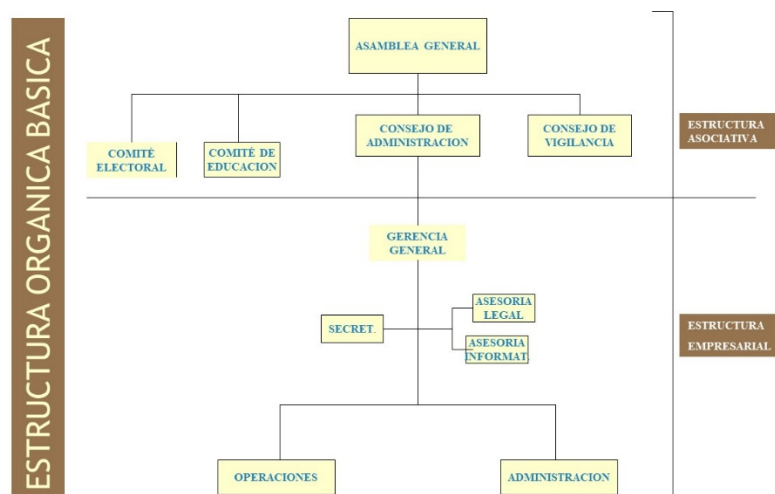 ESTRUCTURA ORGANICA BASICA
ASAMBLEA GENERAL
COMITÉ
ELECTORAL
COMITÉ DE
EDUCACION
CONSEJO DE
ADMINISTRACION
CONSEJO DE
VIGILANCIA
ESTRUCTURA
ASOCIATIVA
GERENCIA
GENERAL
SECRET.
ASESORIA
LEGAL
ASESORIA
INFORMAT.
ESTRUCTURA
EMPRESARIAL
OPERACIONES
ADMINISTRACION